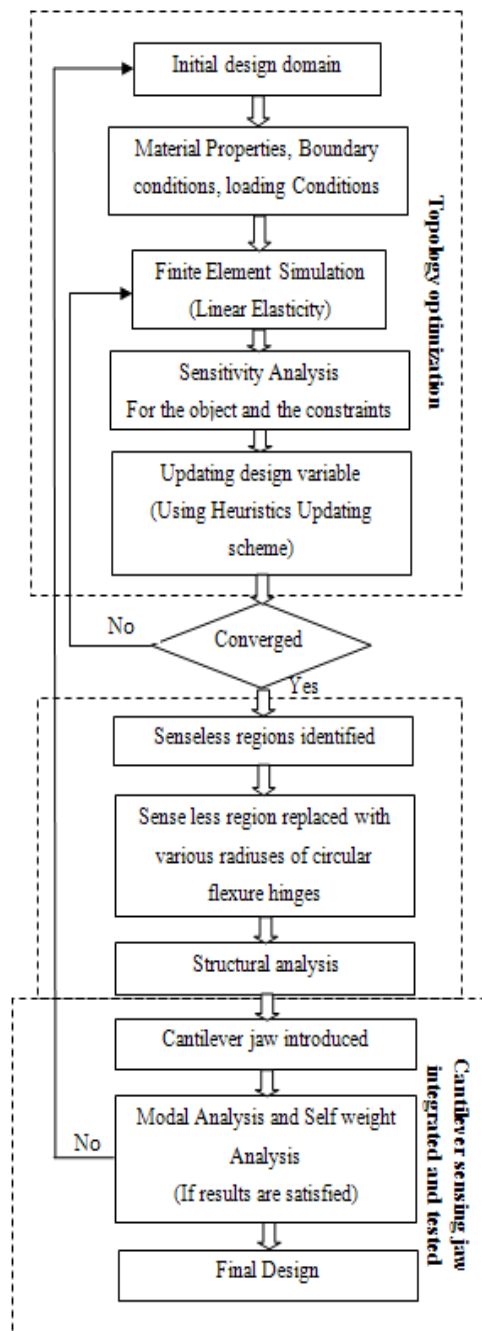 Initial design domain
Material Properties, Boundary
conditions, loading Conditions
Finite Element Simulation
(Linear Elasticity)
Sensitivity Analysis
For the object and the constraints
Updating design variable
(Using Heuristics Updating
scheme)
Topology optimization
No
Converged
Yes
Senseless regions identified
Sense less region replaced with
various radiuses of circular
flexure hinges
Structural analysis
Cantilever jaw introduced
No
Modal Analysis and Self weight
Analysis
(If results are satisfied)
Final Design
Cantilever sensing jaw
integrated and tested